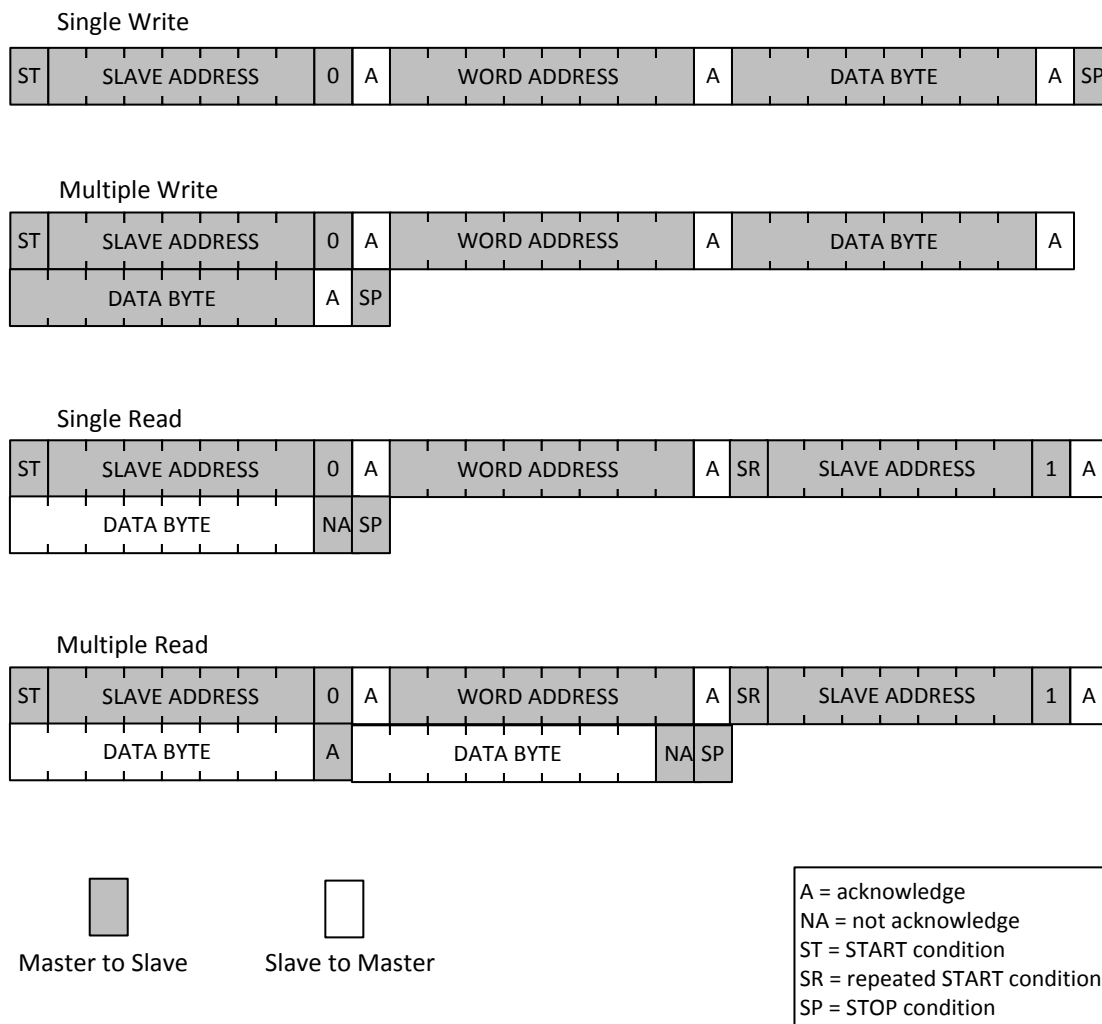 Single Write
ST SLAVE ADDRESS 0 A WORD ADDRESS A DATA BYTE A SP
Multiple Write
ST SLAVE ADDRESS 0 A WORD ADDRESS A DATA BYTE A
DATA BYTE A SP
Single Read
ST SLAVE ADDRESS 0 A WORD ADDRESS A SR SLAVE ADDRESS 1 A
DATA BYTE NA SP
Multiple Read
ST SLAVE ADDRESS 0 A WORD ADDRESS A SR SLAVE ADDRESS 1 A
DATA BYTE A DATA BYTE NA SP
Master to Slave Slave to Master
A = acknowledge
NA = not acknowledge
ST = START condition
SR = repeated START condition
SP = STOP condition